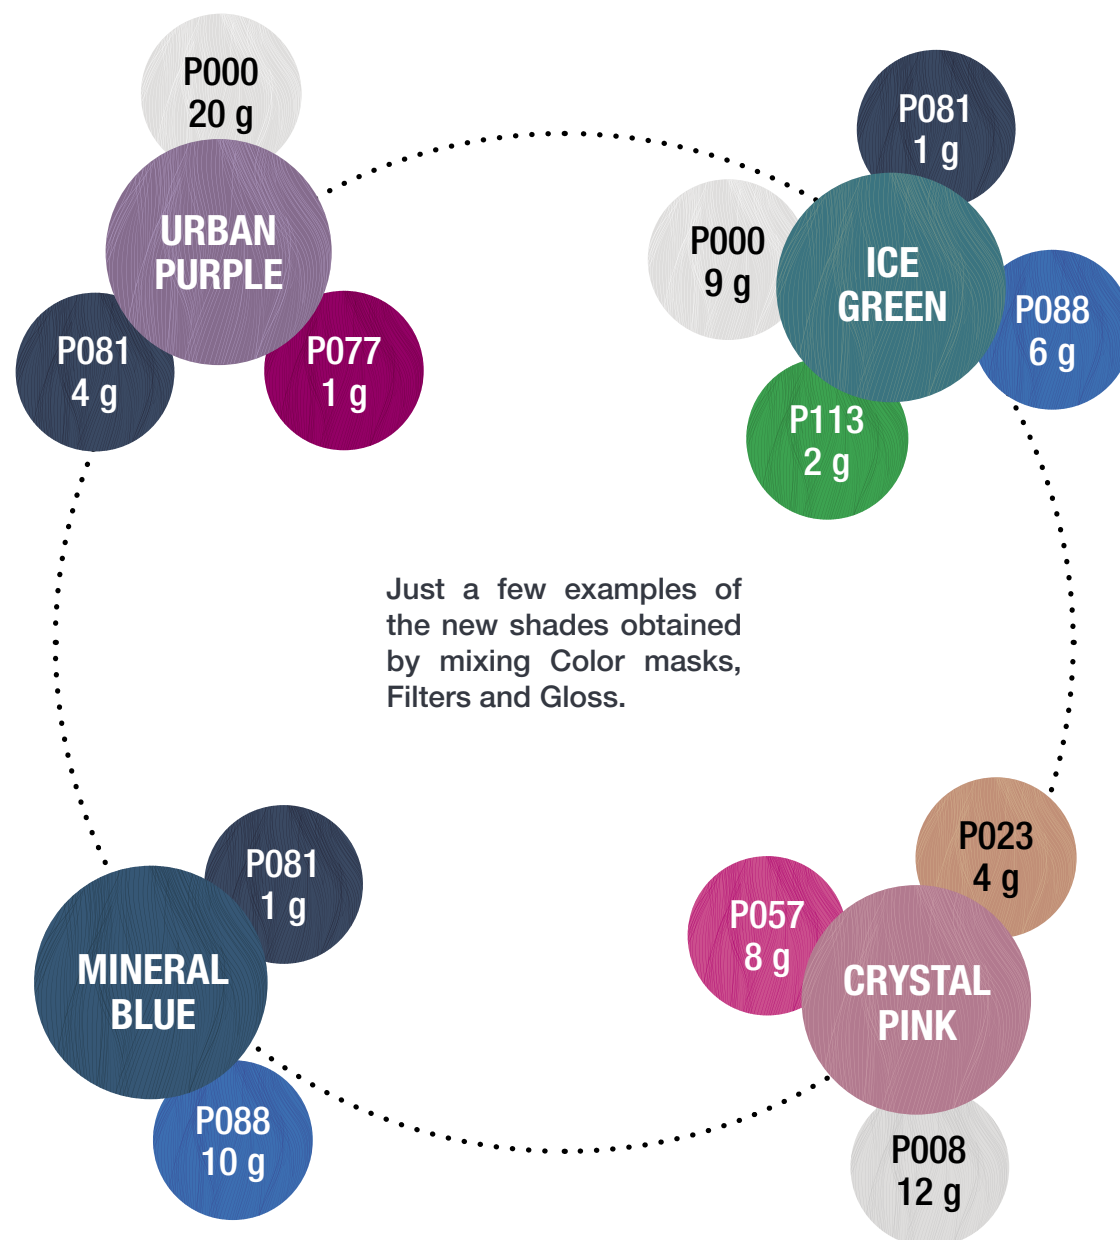 P000
20 g
URBAN
PURPLE
P081
4 g
P077
1 g
P081
1 g
P000
9 g
ICE
GREEN
P088
6 g
P113
2 g
Just a few examples of
the new shades obtained
by mixing Color masks,
Filters and Gloss.
P081
1 g
MINERAL
BLUE
P088
10 g
P023
4 g
P057
8 g
CRYSTAL
PINK
P008
12 g